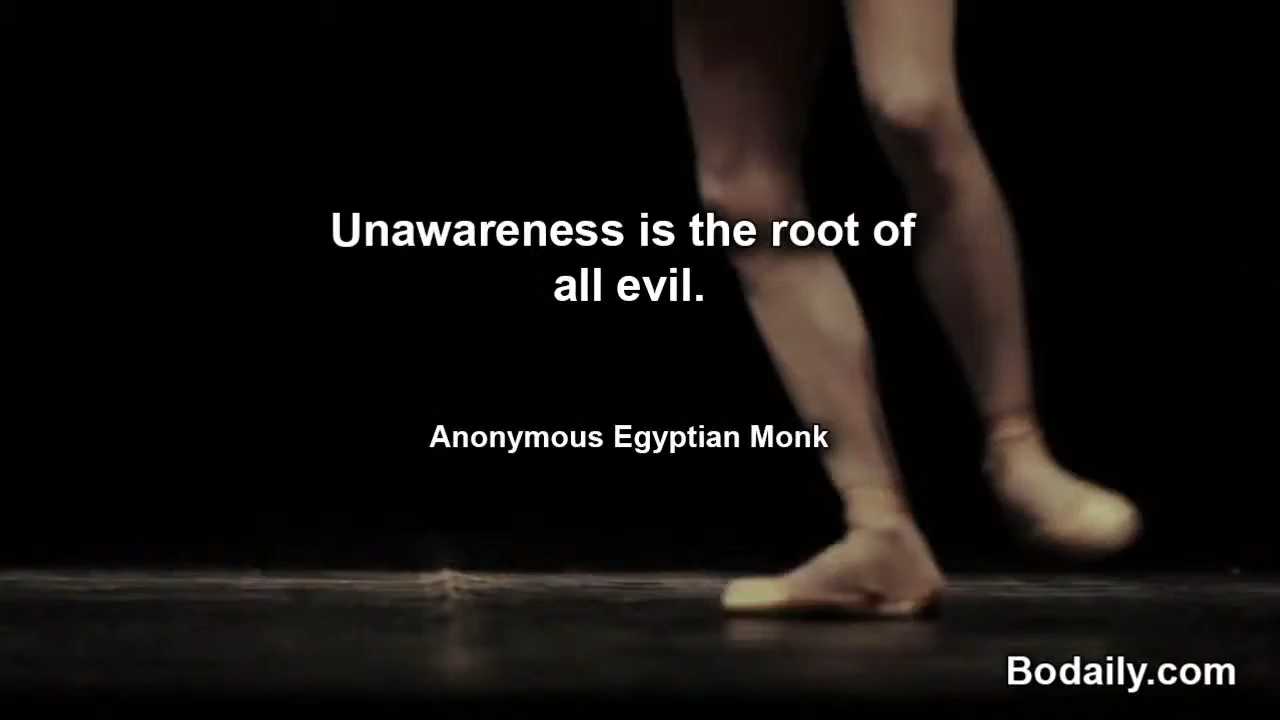 Unawareness is the root of
all evil.
Anonymous Egyptian Monk
Bodaily.com